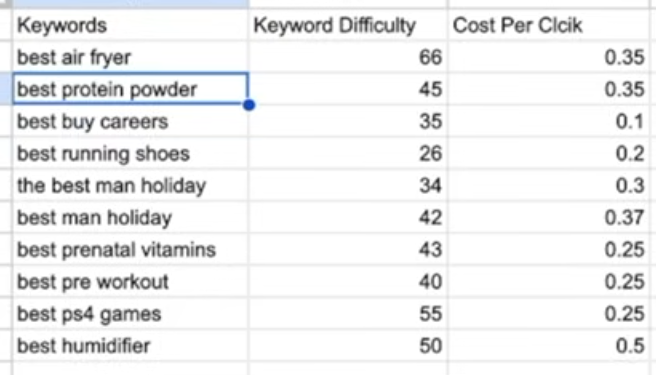 Keywords Keyword Difficulty Cost Per Clcik
best air fryer 66 0.35
best protein powder 45 0.35
best buy careers 35 0.1
best running shoes 26 0.2
the best man holiday 34 0.3
best man holiday 42 0.37
best prenatal vitamins 43 0.25
best pre workout 40 0.25
best ps4 games 55 0.25
best humidifier 50 0.5